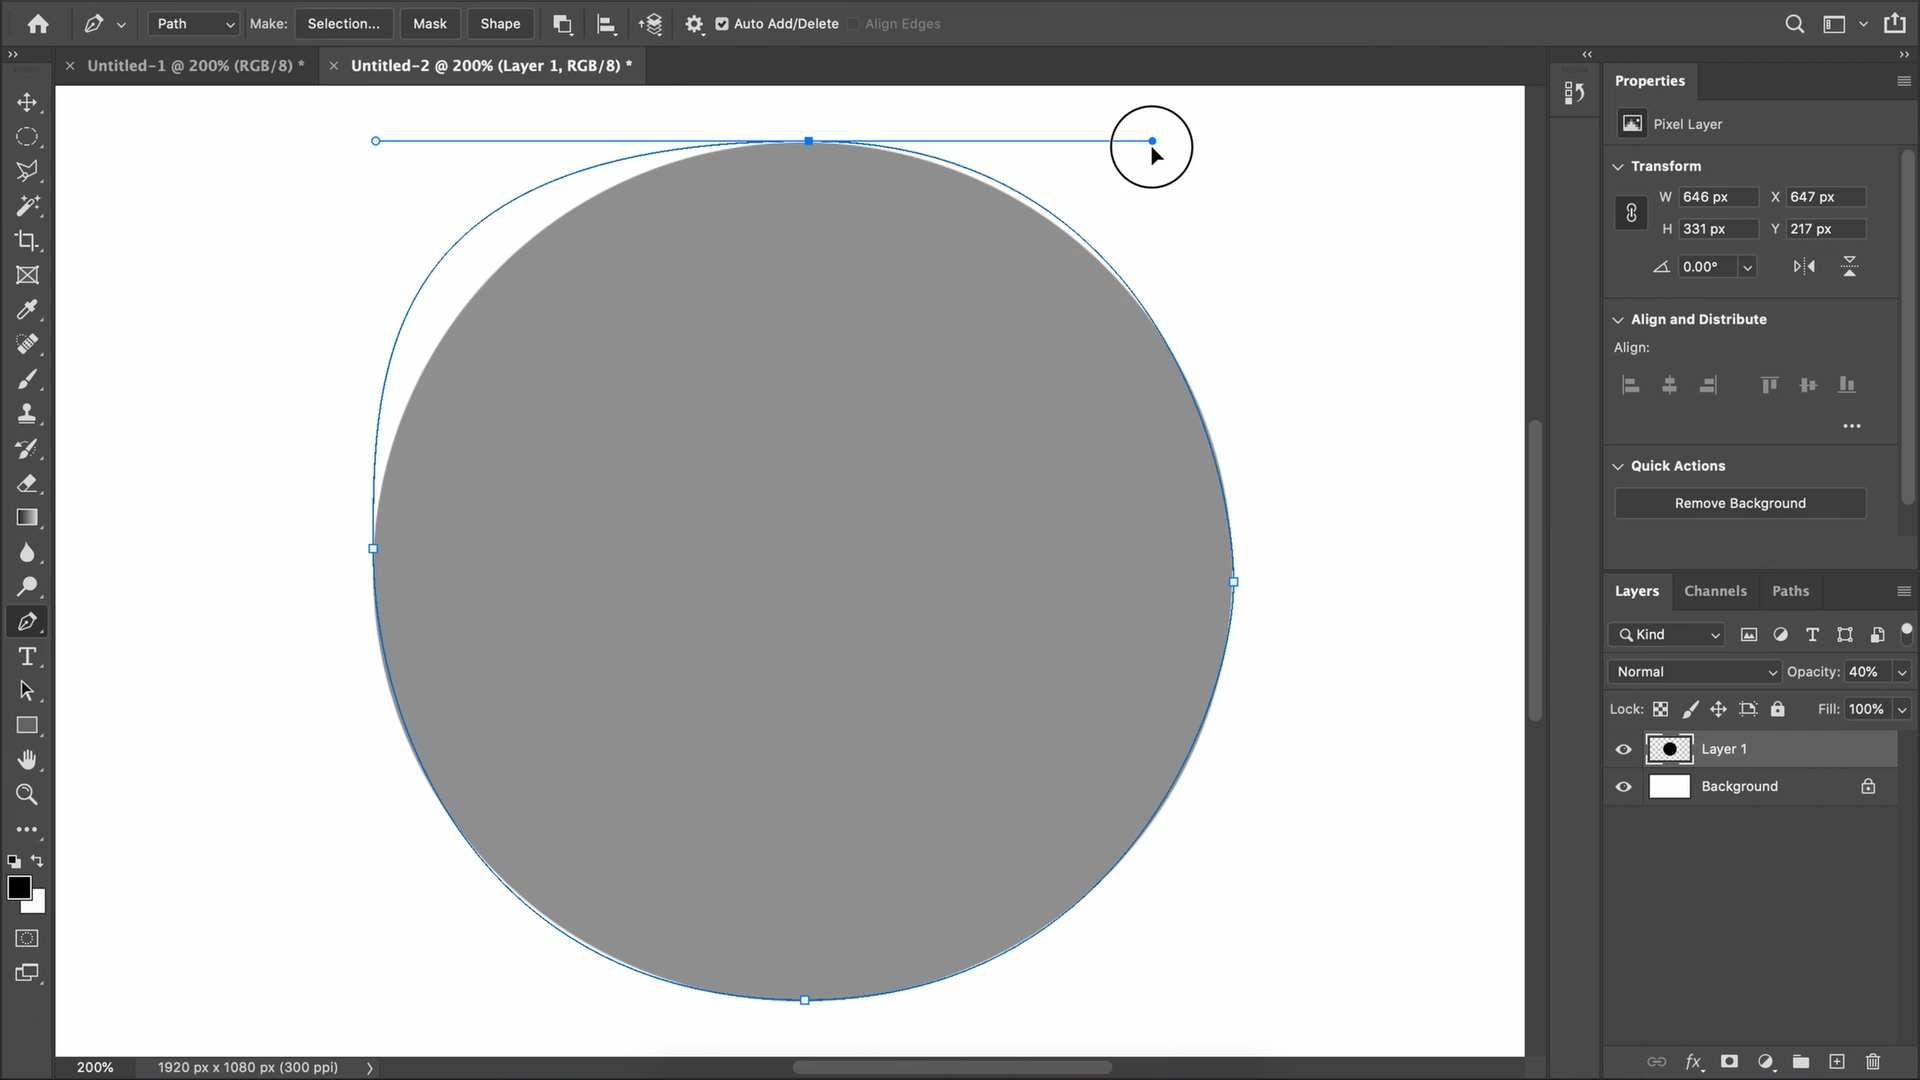 Path Make: Selection... Mask Shape Auto Add/Delete Align Edges
Untitled-1 @ 200% (RGB/8) * Untitled-2 @ 200% (Layer 1, RGB/8) *
Properties
Pixel Layer
Transform
W 646 px X 647 px
H 331 px Y 217 px
0.00°
Align and Distribute
Align:
Quick Actions
Remove Background
Layers Channels Paths
Kind
Normal Opacity: 40%
Lock: Fill: 100%
Layer 1
Background
200% 1920 px x 1080 px (300 ppi)